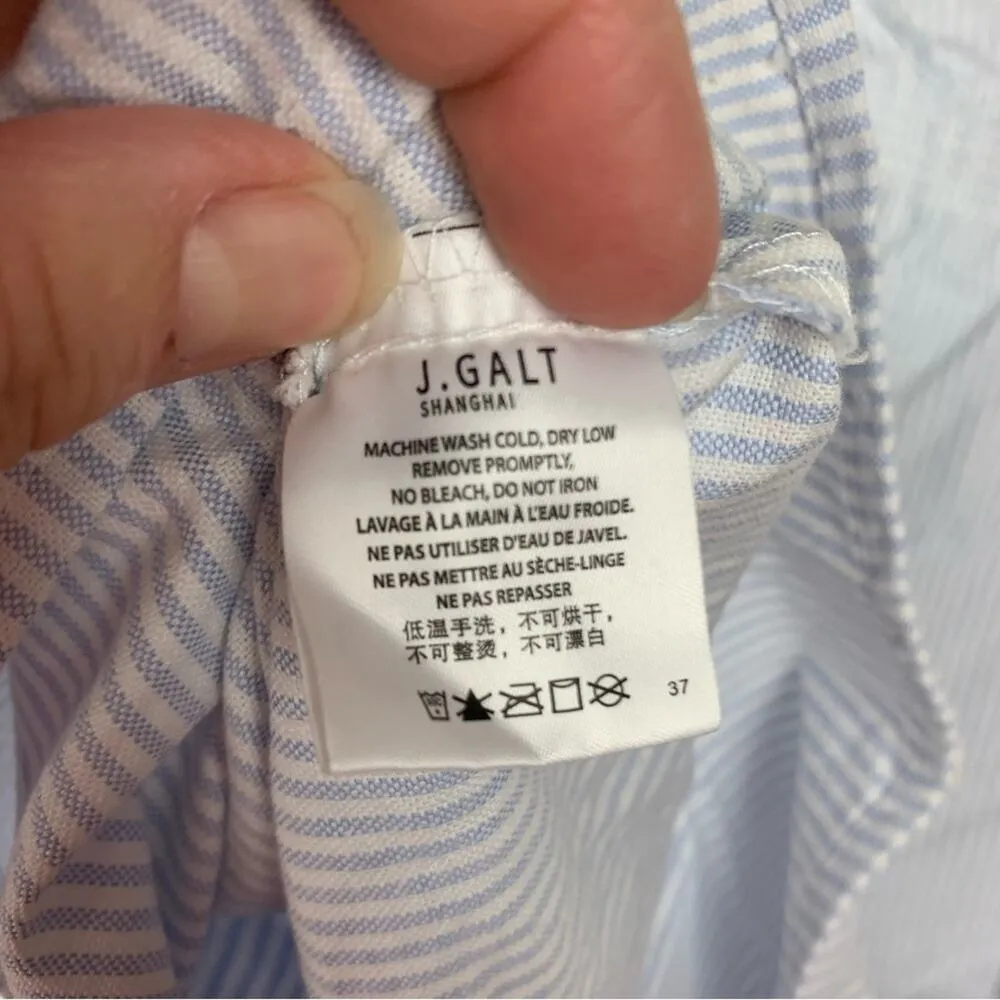 J.GALT
SHANGHAI
MACHINE WASH COLD, DRY LOW
REMOVE PROMPTLY,
NO BLEACH, DO NOT IRON
LAVAGE À LA MAIN À L'EAU FROIDE.
NE PAS UTILISER D'EAU DE JAVEL.
NE PAS METTRE AU SÈCHE-LINGE
NE PAS REPASSER
低温手洗，不可烘干，
不可整烫，不可漂白
37